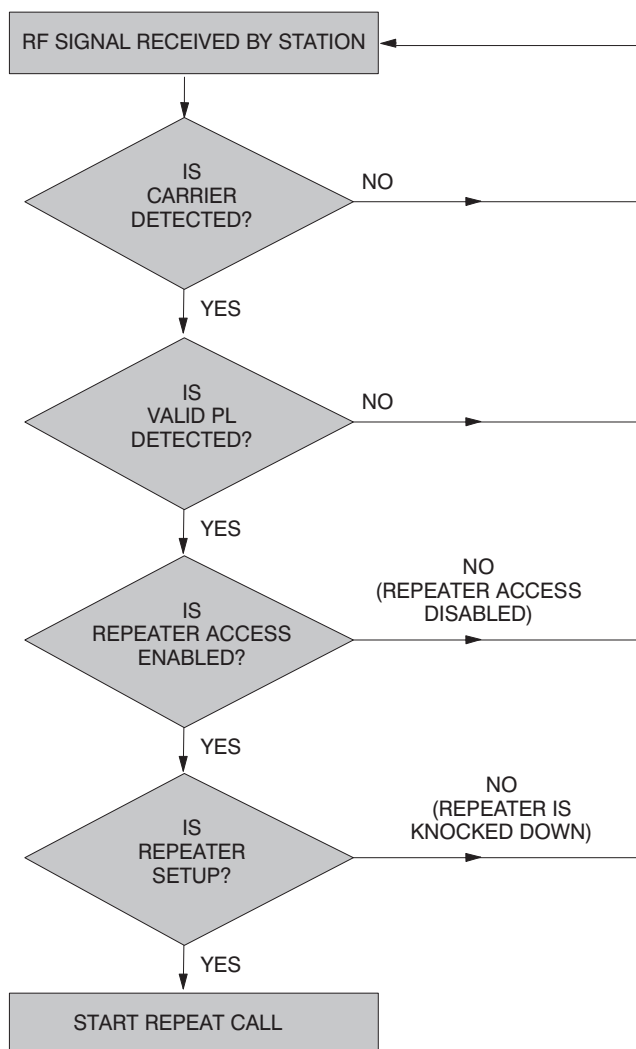 RF SIGNAL RECEIVED BY STATION
IS
CARRIER
DETECTED?
NO
YES
IS
VALID PL
DETECTED?
NO
YES
IS
REPEATER ACCESS
ENABLED?
NO
(REPEATER ACCESS
DISABLED)
YES
IS
REPEATER
SETUP?
NO
(REPEATER IS
KNOCKED DOWN)
YES
START REPEAT CALL